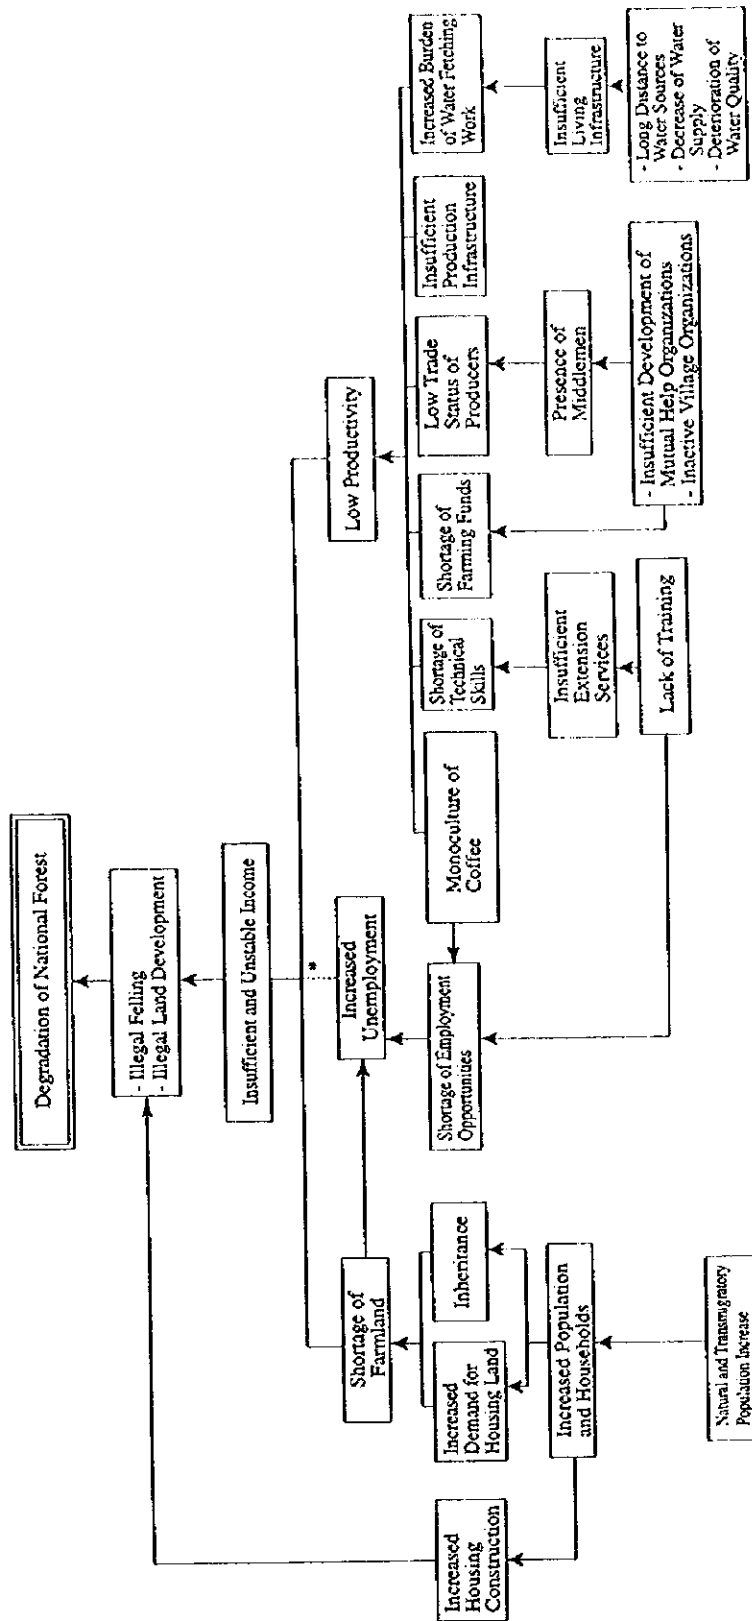 Degradation of National Forest
- Illegal Felling
- Illegal Land Development
Insufficient and Unstable Income
*
Shortage of
Farmland
Increased
Unemployment
Low Productivity
Increased
Housing
Construction
Increased
Demand for
Housing Land
Inheritance
Shortage of Employment
Opportunities
Monoculture of
Coffee
Shortage of
Technical
Skills
Shortage of
Farming Funds
Low Trade
Status of
Producers
Insufficient
Production
Infrastructure
Increased Burden
of Water Fetching
Work
Increased Population
and Households
Insufficient
Extension
Services
Presence of
Middlemen
Insufficient
Living
Infrastructure
Natural and Transmigratory
Population Increase
Lack of Training
- Insufficient Development of
Mutual Help Organizations
- Inactive Village Organizations
- Long Distance to
Water Sources
- Decrease of Water
Supply
- Deterioration of
Water Quality